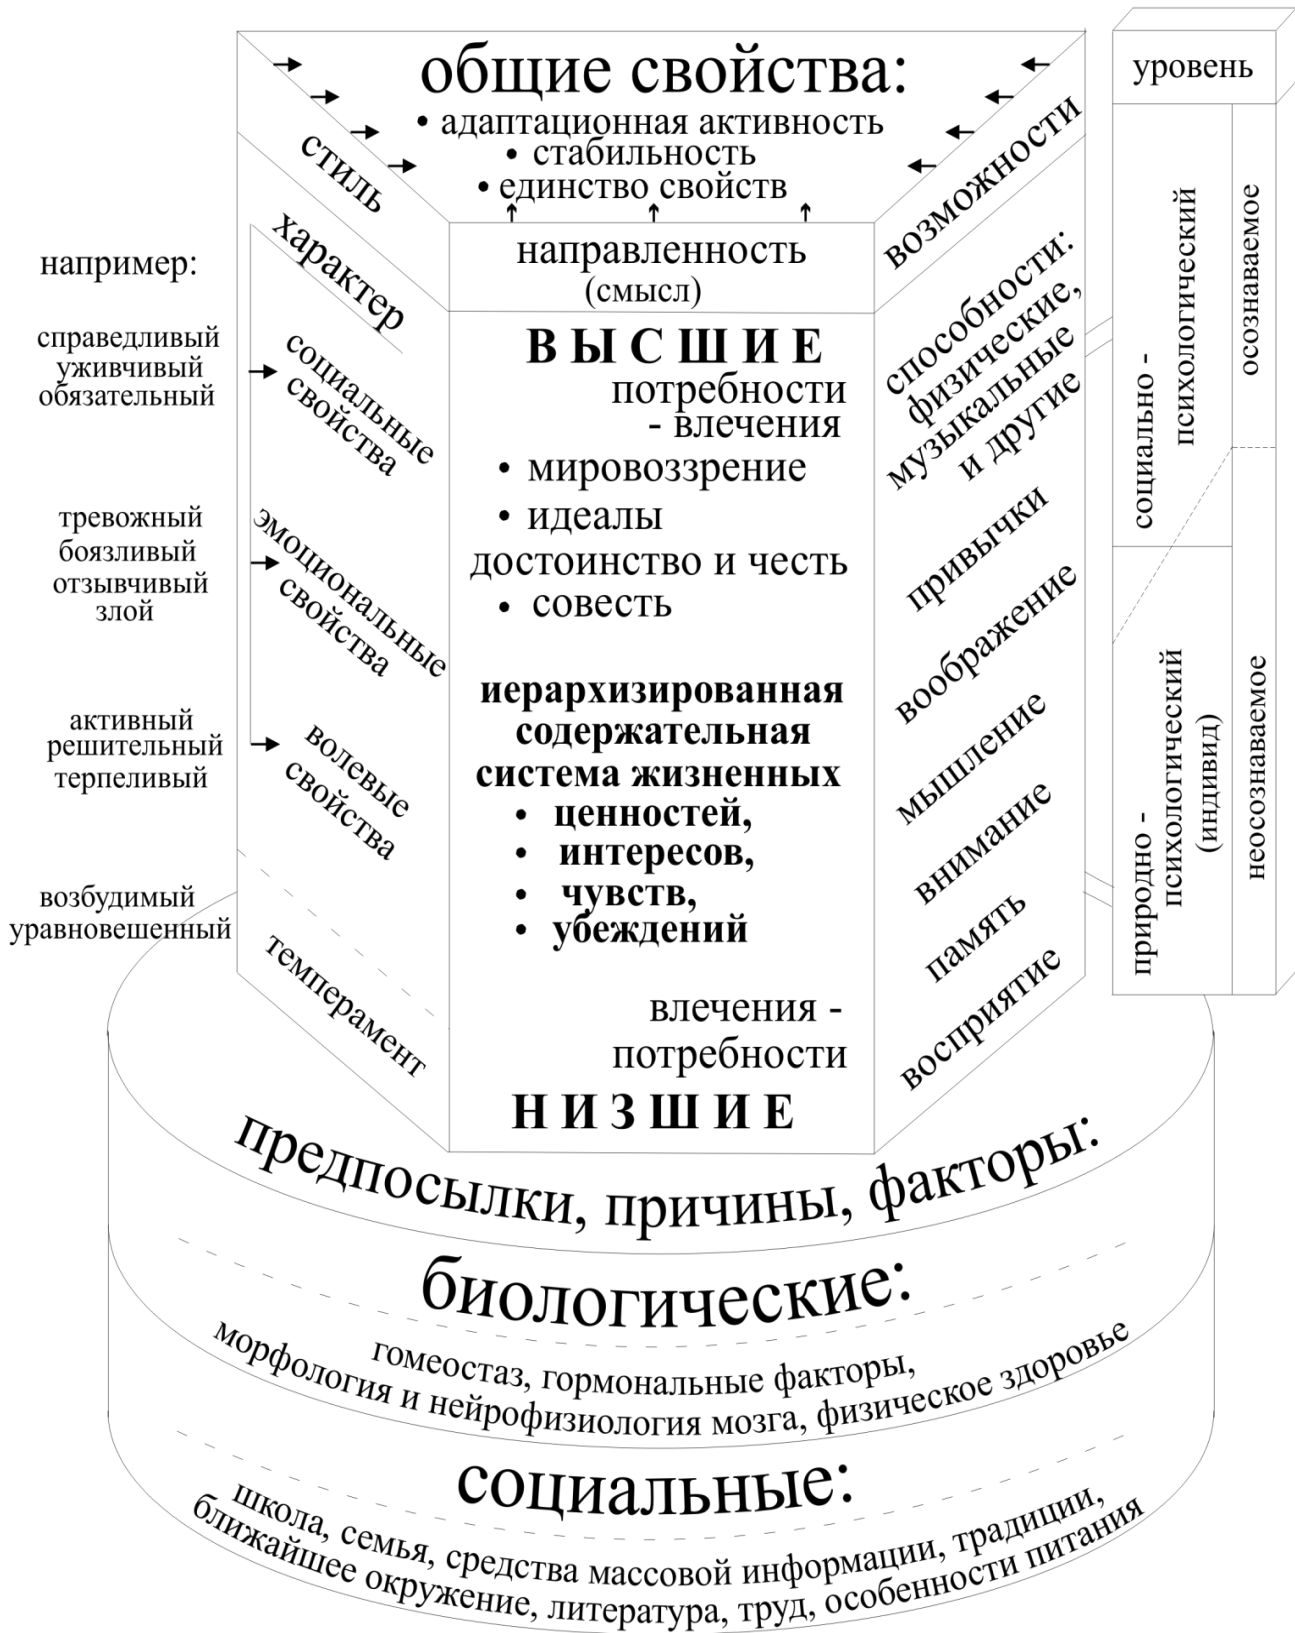 общие свойства:
• адаптационная активность
• стабильность
• единство свойств
стиль
характер
например:
справедливый
уживчивый
обязательный
социальные
свойства
тревожный
боязливый
отзывчивый
злой
эмоциональные
свойства
активный
решительный
терпеливый
волевые
свойства
возбудимый
уравновешенный
темперамент
направленность
(смысл)
ВЫСШИЕ
потребности
- влечения
• мировоззрение
• идеалы
достоинство и честь
• совесть
иерархизированная
содержательная
система жизненных
• ценностей,
• интересов,
• чувств,
• убеждений
влечения -
потребности
НИЗШИЕ
возможности
способности:
физические,
музыкальные
и другие
привычки
воображение
мышление
внимание
память
восприятие
уровень
социально -
психологический
осознаваемое
природно -
психологический
(индивид)
неосознаваемое
предпосылки, причины, факторы:
биологические:
гомеостаз, гормональные факторы,
морфология и нейрофизиология мозга, физическое здоровье
социальные:
школа, семья, средства массовой информации, традиции,
ближайшее окружение, литература, труд, особенности питания